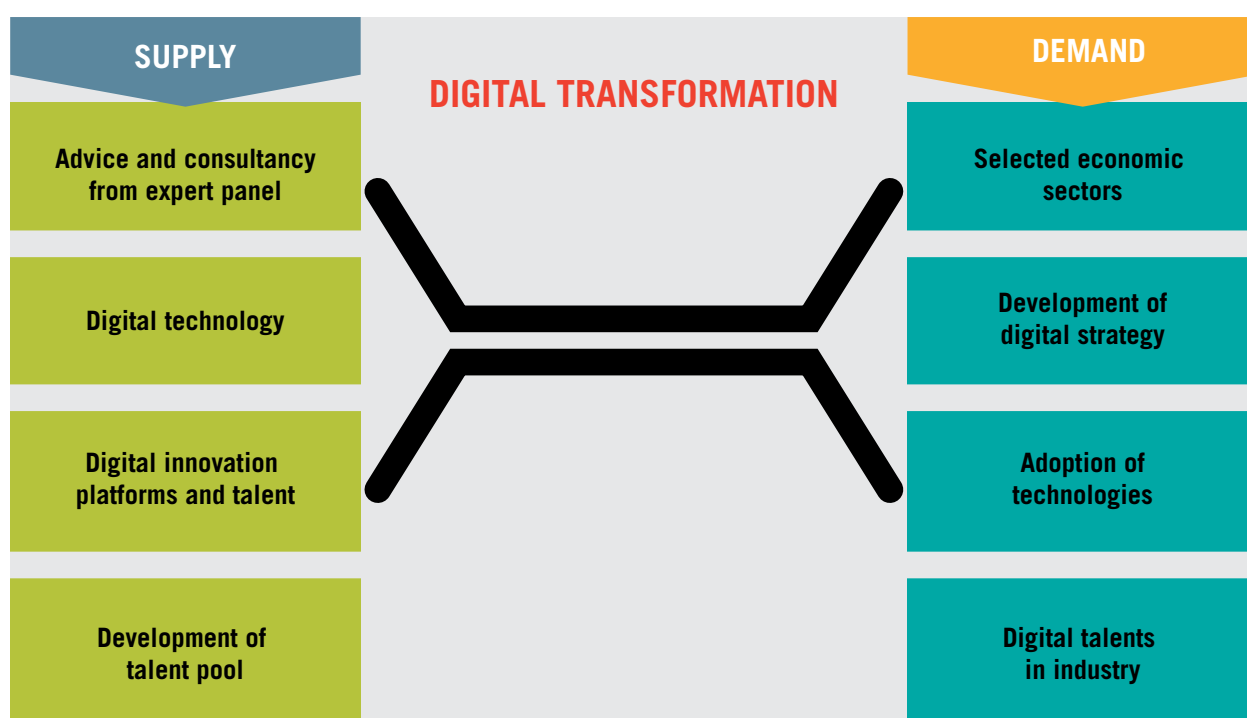 SUPPLY
DIGITAL TRANSFORMATION
DEMAND
Advice and consultancy
from expert panel
Digital technology
Digital innovation
platforms and talent
Development of
talent pool
Selected economic
sectors
Development of
digital strategy
Adoption of
technologies
Digital talents
in industry